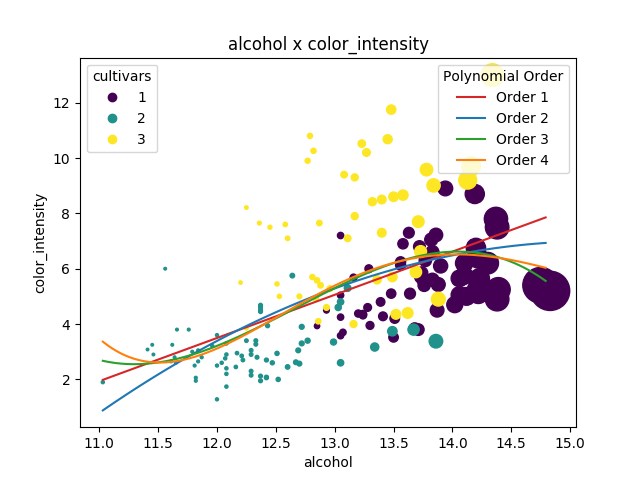 alcohol x color_intensity
cultivars
1
2
3
Polynomial Order
Order 1
Order 2
Order 3
Order 4
color_intensity
12
10
8
6
4
2
11.0 11.5 12.0 12.5 13.0 13.5 14.0 14.5 15.0
alcohol